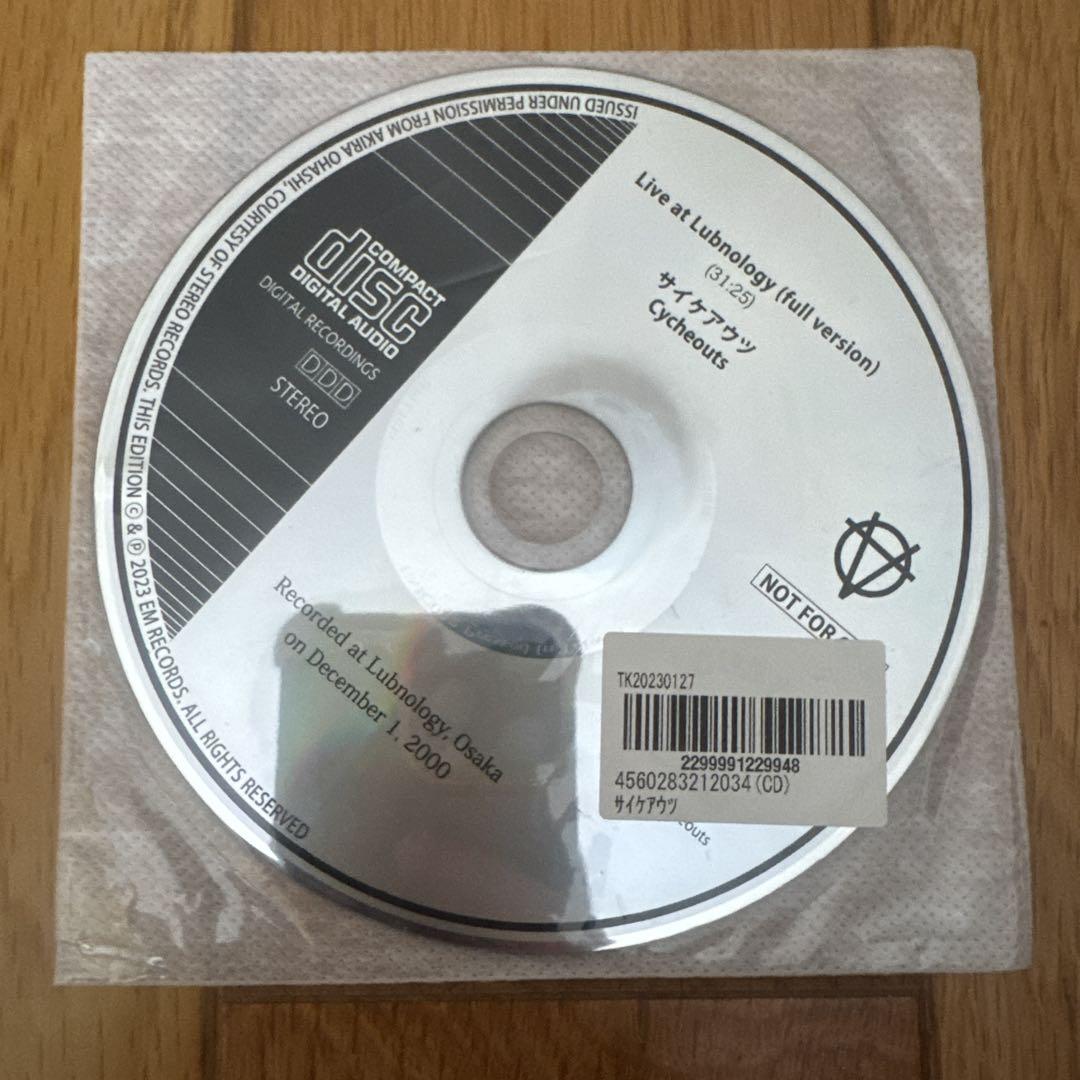 ISSUED UNDER PERMISSION FROM AKIRA OHASHI, COURTESY OF STEREO RECORDS. THIS EDITION ⓒ & ℗ 2023 EM RECORDS. ALL RIGHTS RESERVED
COMPACT
disc
DIGITAL AUDIO
DIGITAL RECORDINGS
DDD
STEREO
Live at Lubnology (full version)
(31:25)
サイケアウツ
Cycheouts
NOT FOR
Recorded at Lubnology, Osaka
on December 1, 2000
TK20230127
2299991229948
4560283212034(CD)
ｻｲｹｱｳﾂ